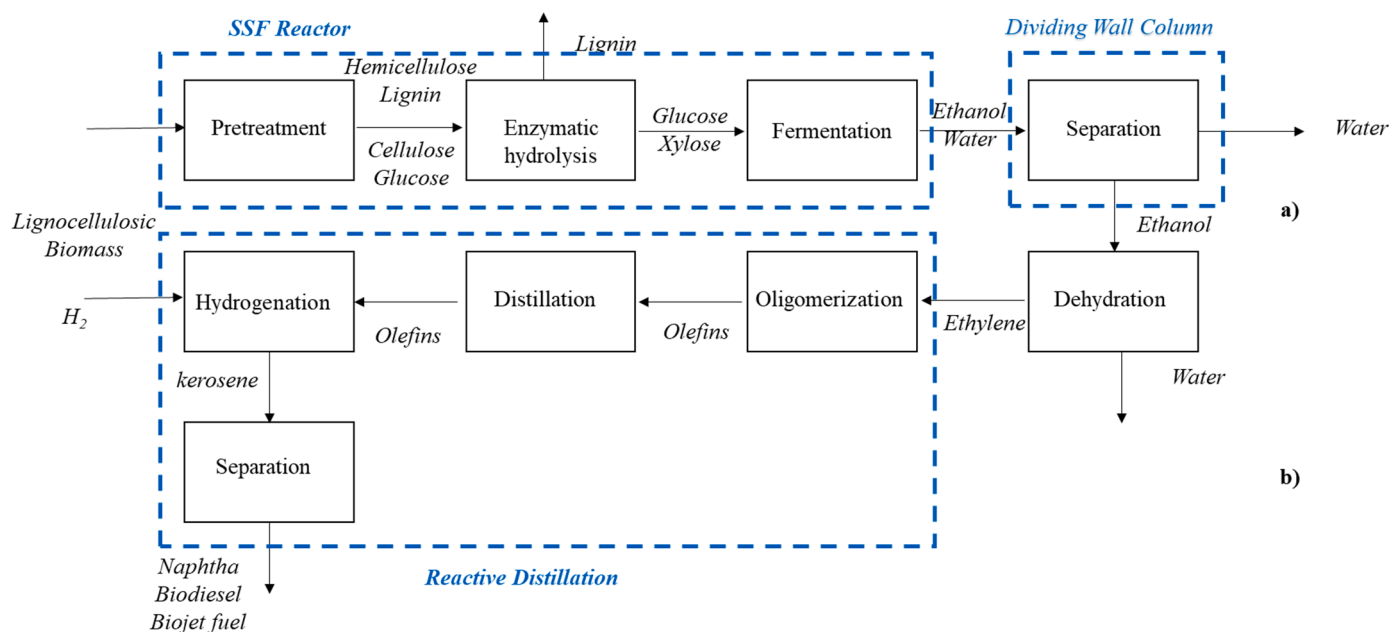 SSF Reactor
Dividing Wall Column
Lignin
Hemicellulose
Lignin
Pretreatment
Cellulose
Glucose
Enzymatic
hydrolysis
Glucose
Xylose
Fermentation
Ethanol
Water
Separation
Water
a)
Ethanol
Lignocellulosic
Biomass
H2
Hydrogenation
Olefins
Distillation
Olefins
Oligomerization
Ethylene
Dehydration
Water
kerosene
Separation
b)
Naphtha
Biodiesel
Biojet fuel
Reactive Distillation